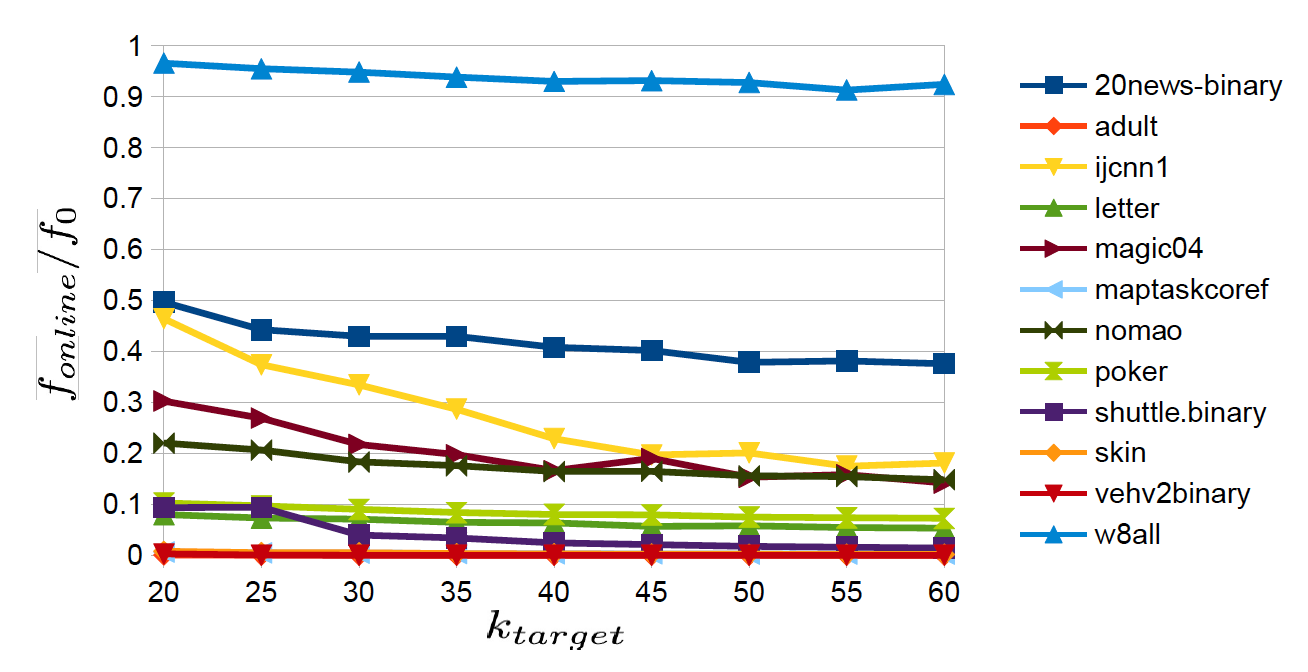 1
0.9
0.8
0.7
0.6
0.5
0.4
0.3
0.2
0.1
0
20 25 30 35 40 45 50 55 60
k_target
f_online/f_0
20news-binary
adult
ijcnn1
letter
magic04
maptaskcoref
nomao
poker
shuttle.binary
skin
vehv2binary
w8all